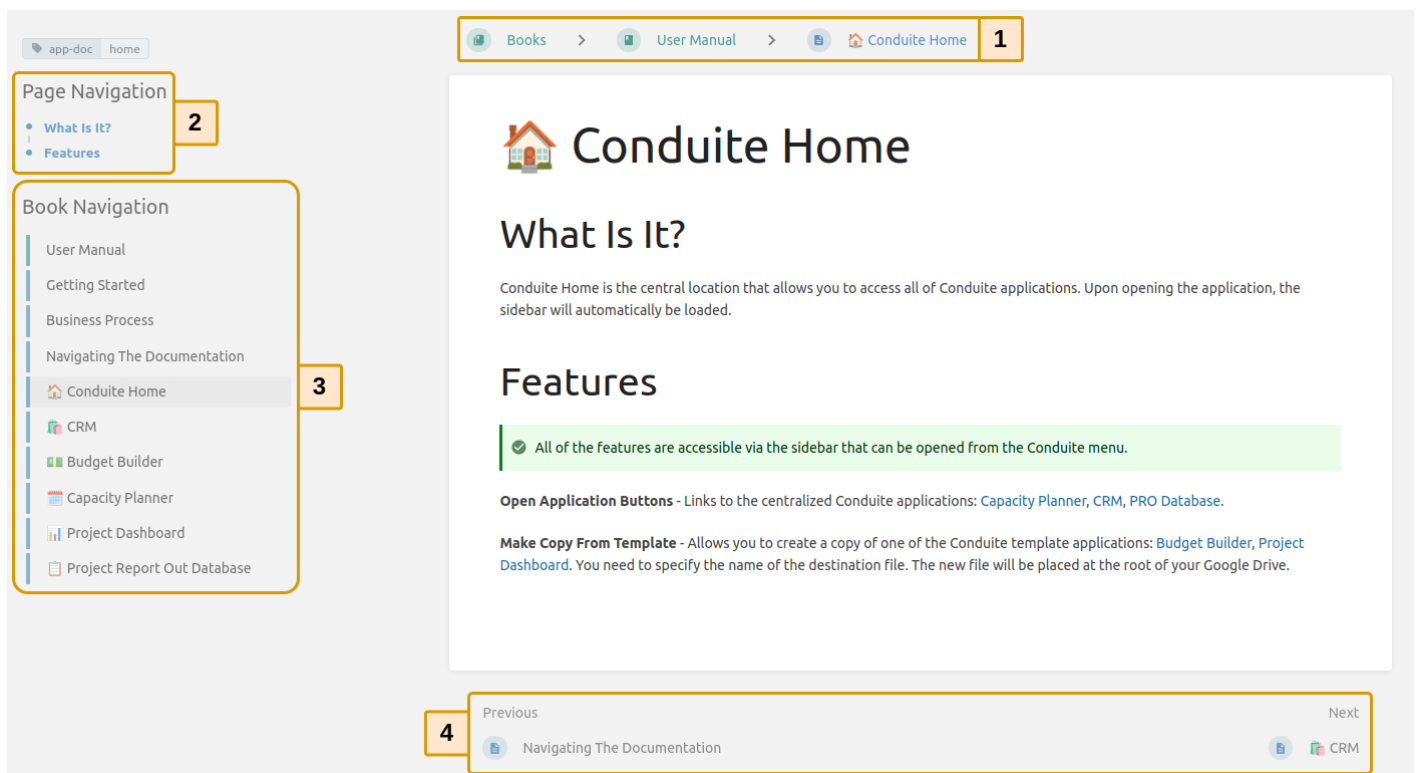 app-doc home
Books > User Manual > Conduite Home
1
Page Navigation
What Is It?
Features
2
Book Navigation
User Manual
Getting Started
Business Process
Navigating The Documentation
Conduite Home
CRM
Budget Builder
Capacity Planner
Project Dashboard
Project Report Out Database
3
Conduite Home
What Is It?
Conduite Home is the central location that allows you to access all of Conduite applications. Upon opening the application, the
sidebar will automatically be loaded.
Features
All of the features are accessible via the sidebar that can be opened from the Conduite menu.
Open Application Buttons - Links to the centralized Conduite applications: Capacity Planner, CRM, PRO Database.
Make Copy From Template - Allows you to create a copy of one of the Conduite template applications: Budget Builder, Project
Dashboard. You need to specify the name of the destination file. The new file will be placed at the root of your Google Drive.
4
Previous
Navigating The Documentation
Next
CRM